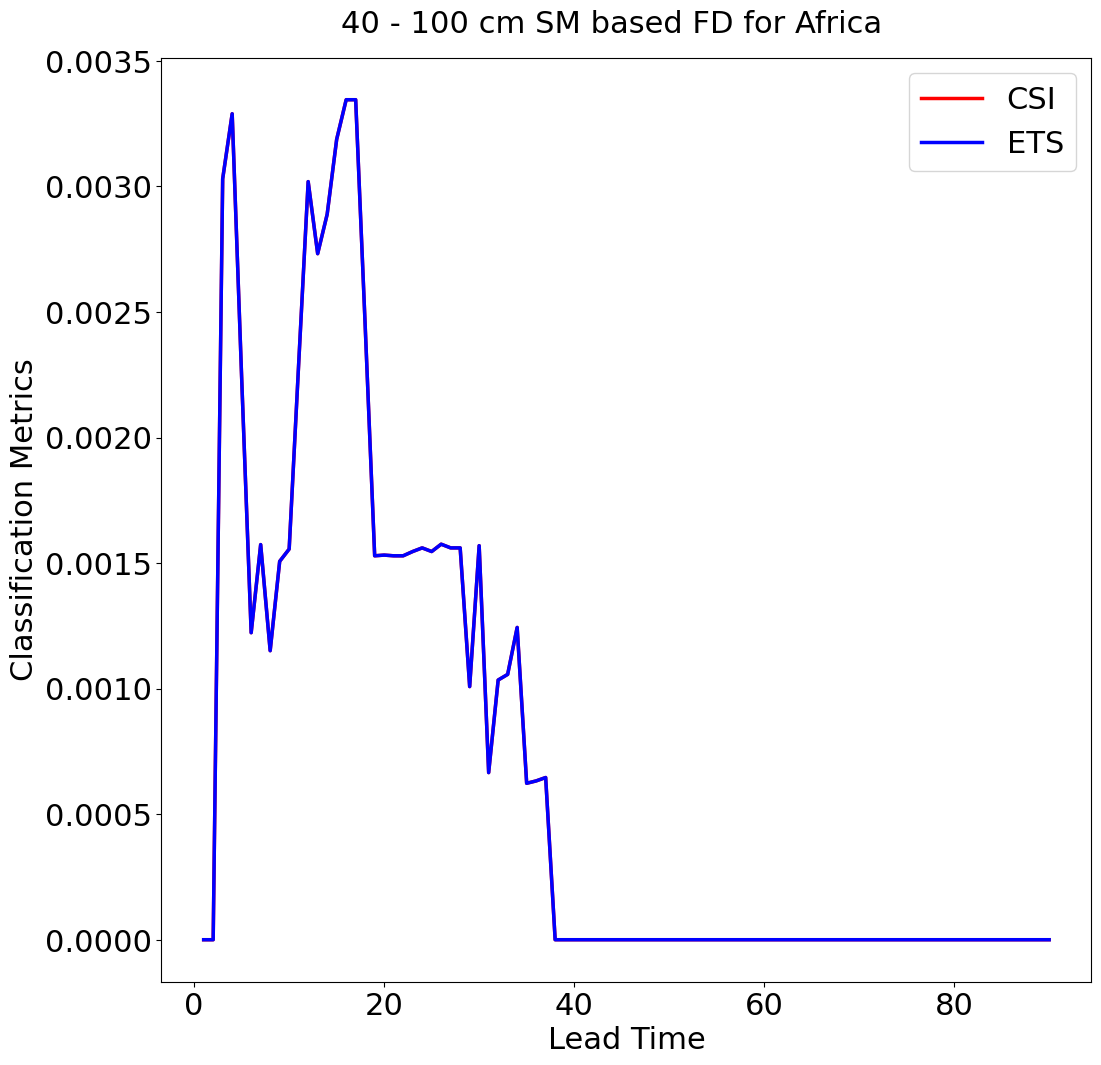 40 - 100 cm SM based FD for Africa
CSI
ETS
Classification Metrics
0.0035
0.0030
0.0025
0.0020
0.0015
0.0010
0.0005
0.0000
0 20 40 60 80
Lead Time